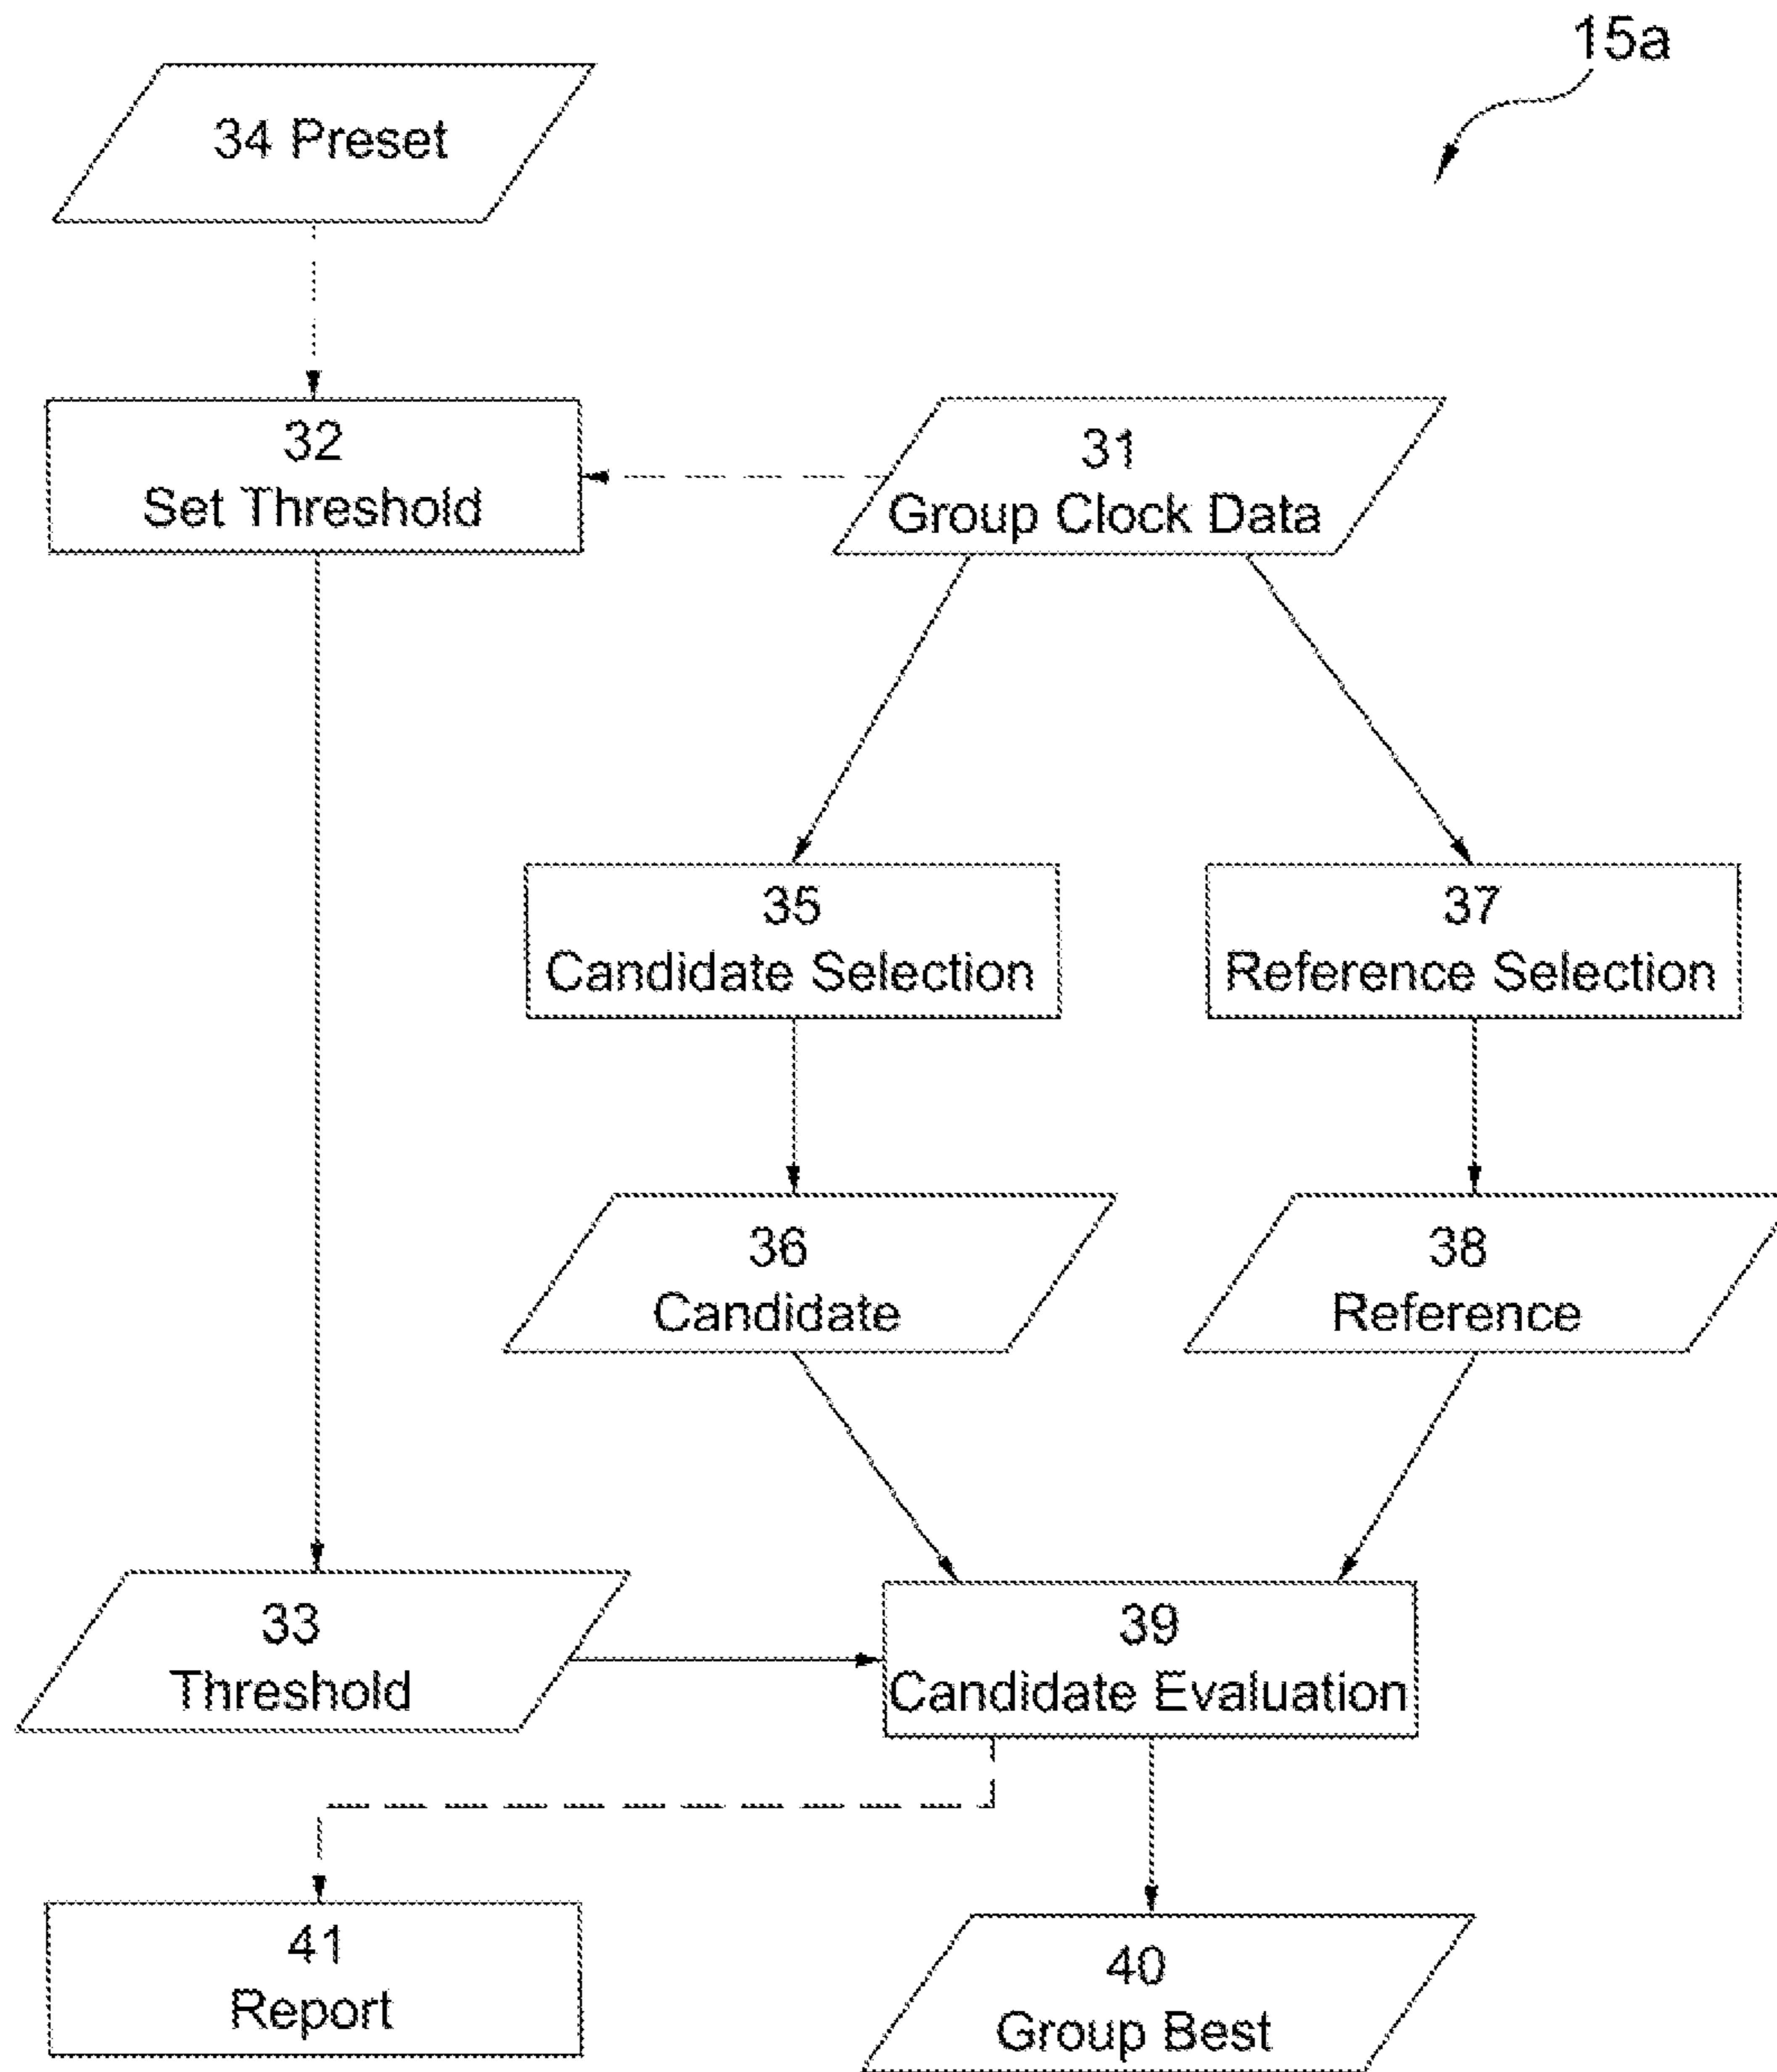 15a
34 Preset
32
Set Threshold
31
Group Clock Data
35
Candidate Selection
37
Reference Selection
36
Candidate
38
Reference
33
Threshold
39
Candidate Evaluation
41
Report
40
Group Best